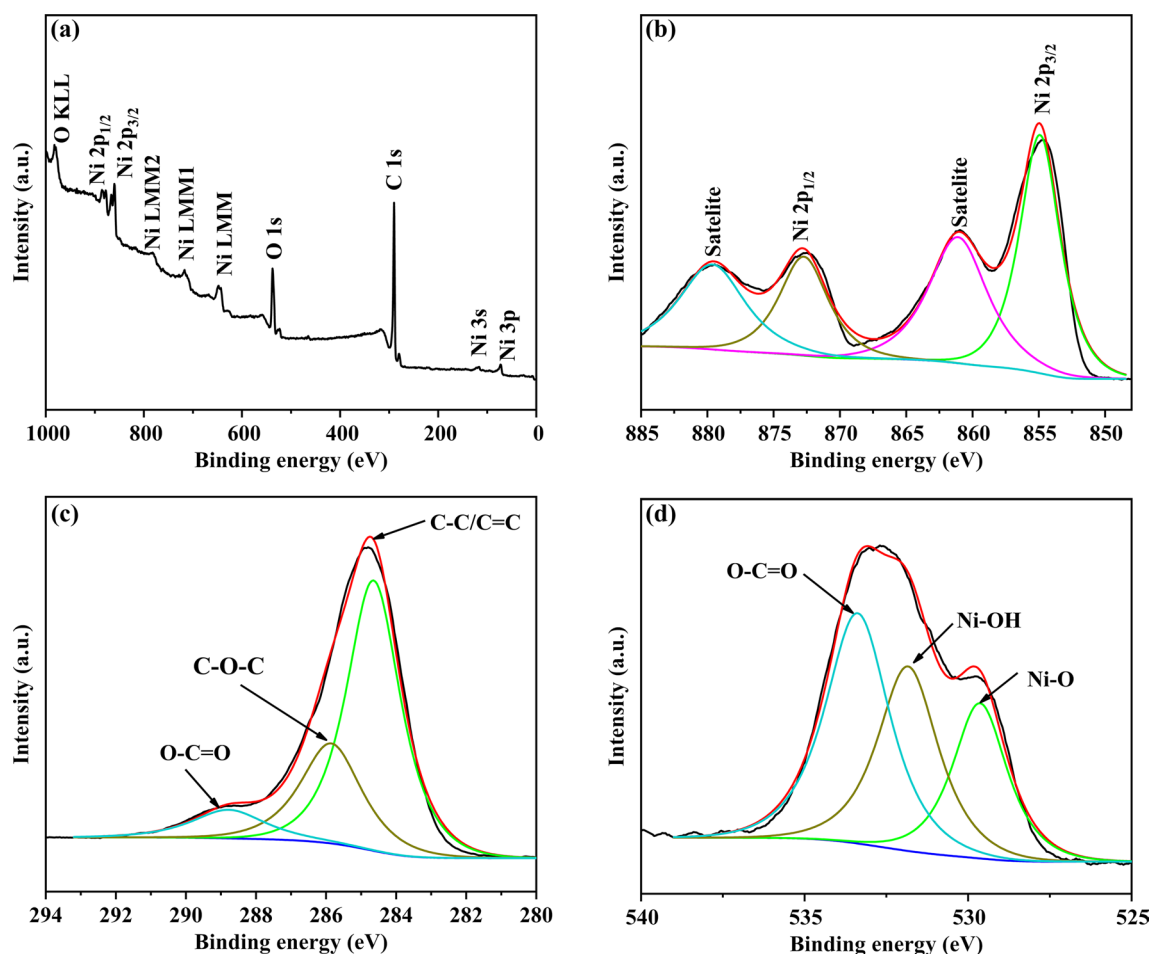 (a)
O KLL
Ni 2p1/2
Ni 2p3/2
Ni LMM2
Ni LMM1
Ni LMM
O 1s
C 1s
Ni 3s
Ni 3p
Intensity (a.u.)
1000 800 600 400 200 0
Binding energy (eV)
(b)
Satelite
Ni 2p1/2
Satelite
Ni 2p3/2
Intensity (a.u.)
885 880 875 870 865 860 855 850
Binding energy (eV)
(c)
C-C/C=C
C-O-C
O-C=O
Intensity (a.u.)
294 292 290 288 286 284 282 280
Binding energy (eV)
(d)
O-C=O
Ni-OH
Ni-O
Intensity (a.u.)
540 535 530 525
Binding energy (eV)